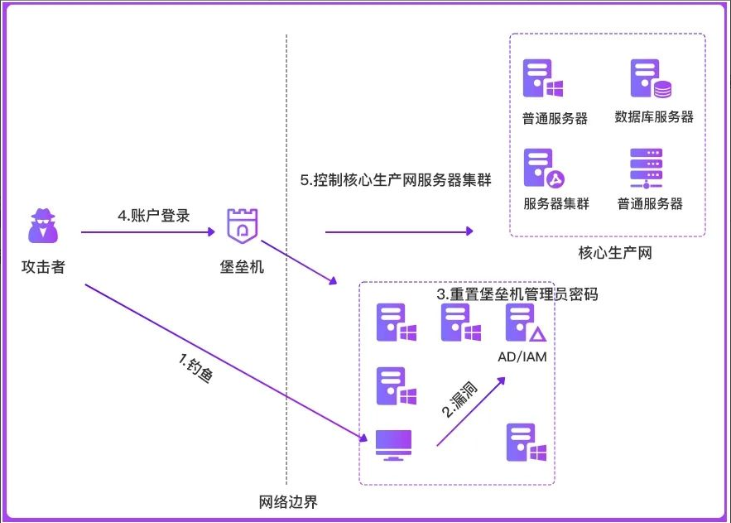 普通服务器
数据库服务器
服务器集群
普通服务器
核心生产网
5.控制核心生产网服务器集群
4.账户登录
攻击者
堡垒机
3.重置堡垒机管理员密码
AD/IAM
1.钓鱼
2.漏洞
网络边界